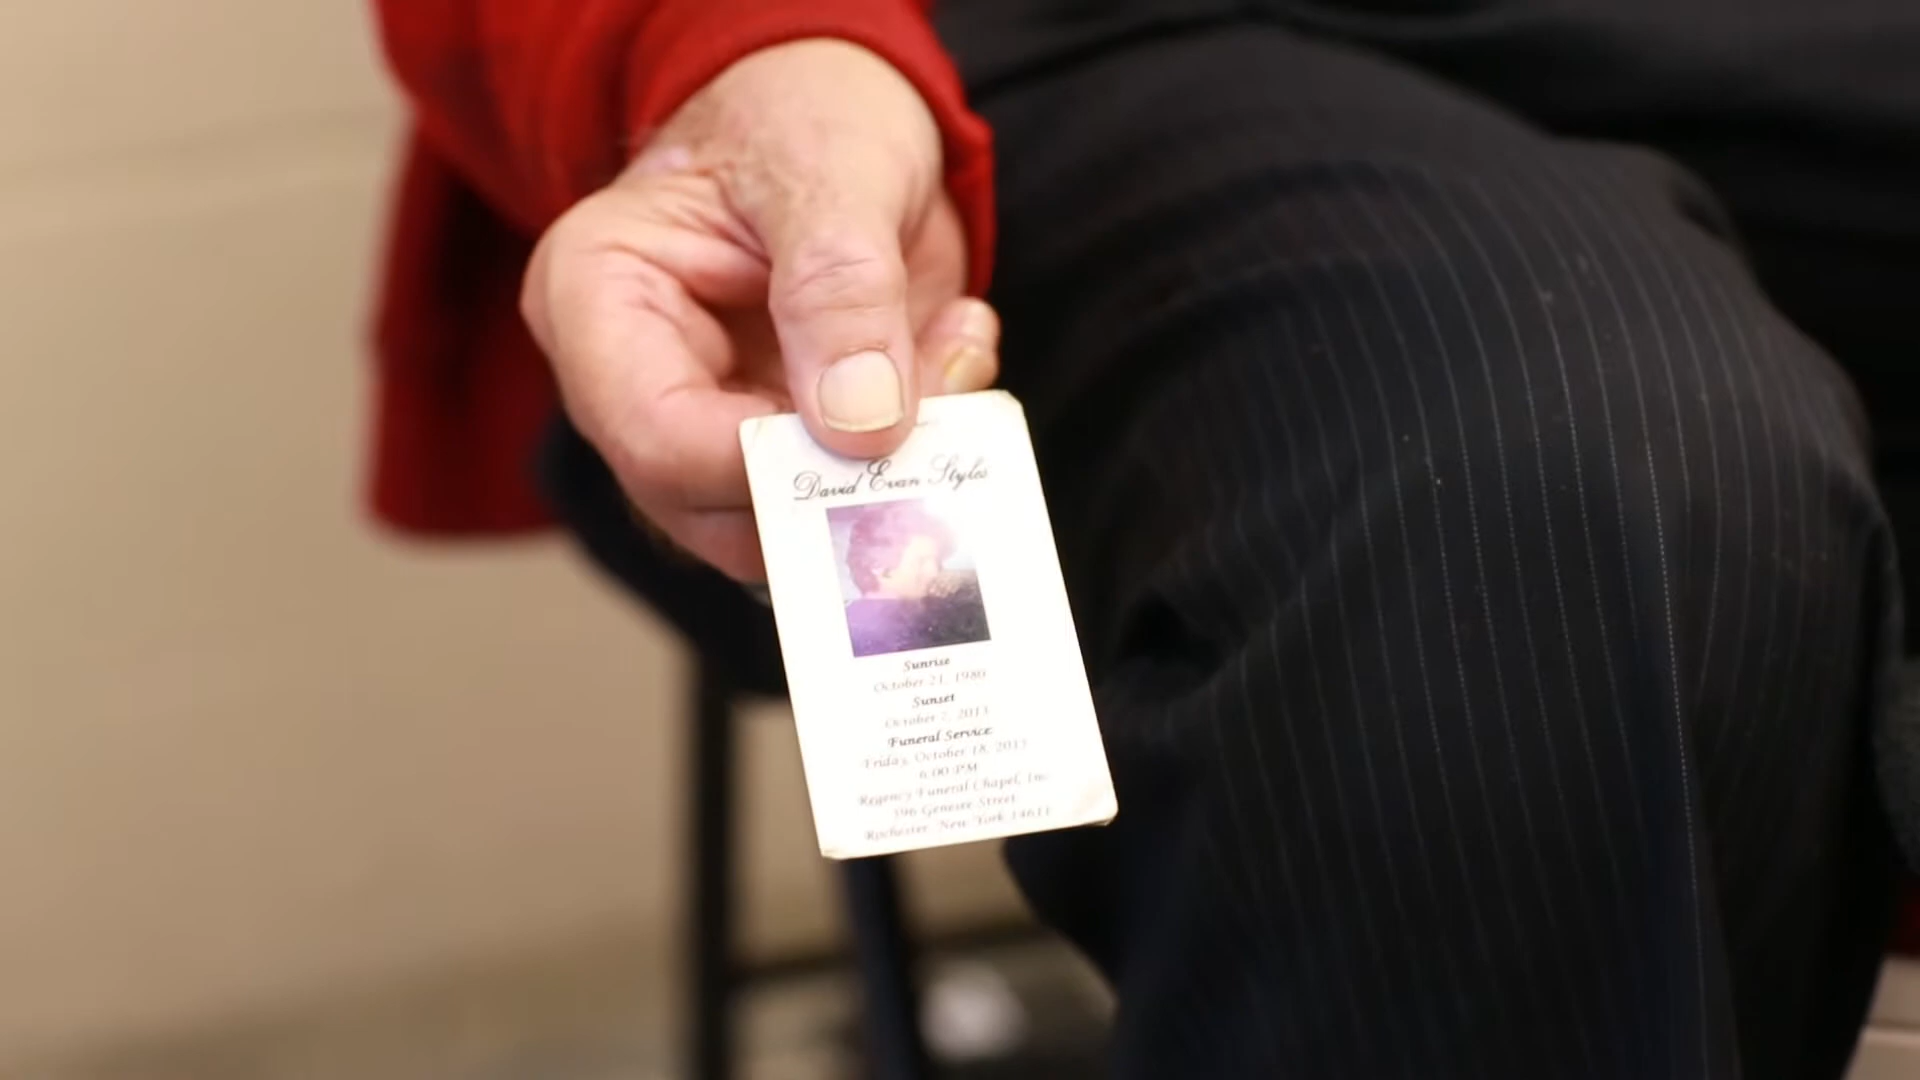 David Evan Styles
Sunrise
October 21, 1980
Sunset
October 7, 2013
Funeral Service
Friday, October 18, 2013
6:00 PM
Regency Funeral Chapel, Inc.
596 Genesee Street
Rochester, New York 14611